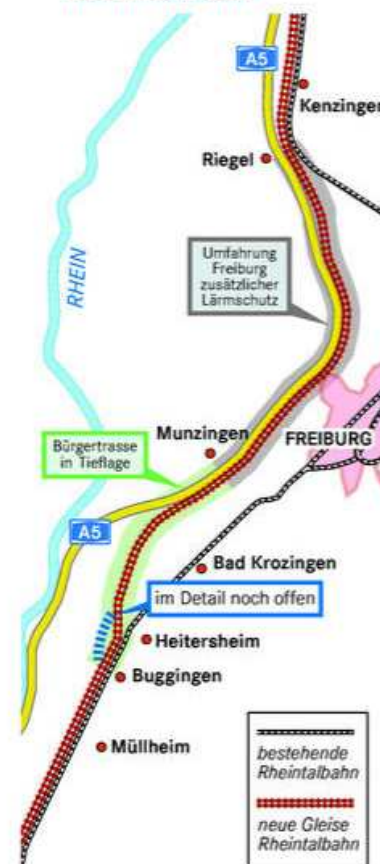 A5
Kenzingen
Riegel
RHEIN
Umfahrung
Freiburg
zusätzlicher
Lärmschutz
Munzingen
FREIBURG
Bürgertrasse
in Tieflage
A5
Bad Krozingen
im Detail noch offen
Heitersheim
Buggingen
Müllheim
bestehende
Rheintalbahn
neue Gleise
Rheintalbahn